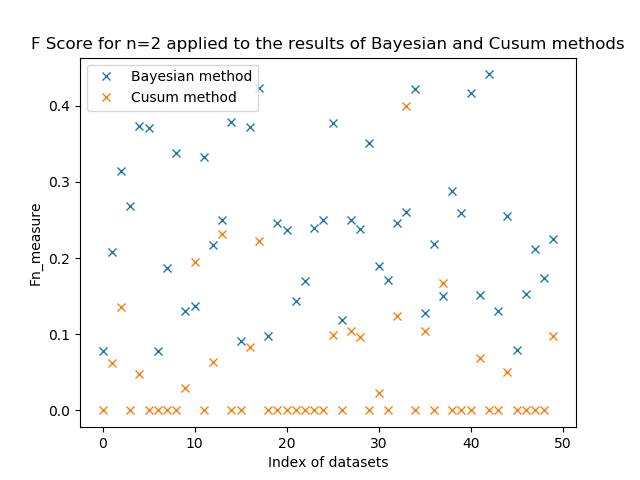 F Score for n=2 applied to the results of Bayesian and Cusum methods
Bayesian method
Cusum method
Fn_measure
0.4
0.3
0.2
0.1
0.0
0 10 20 30 40 50
Index of datasets